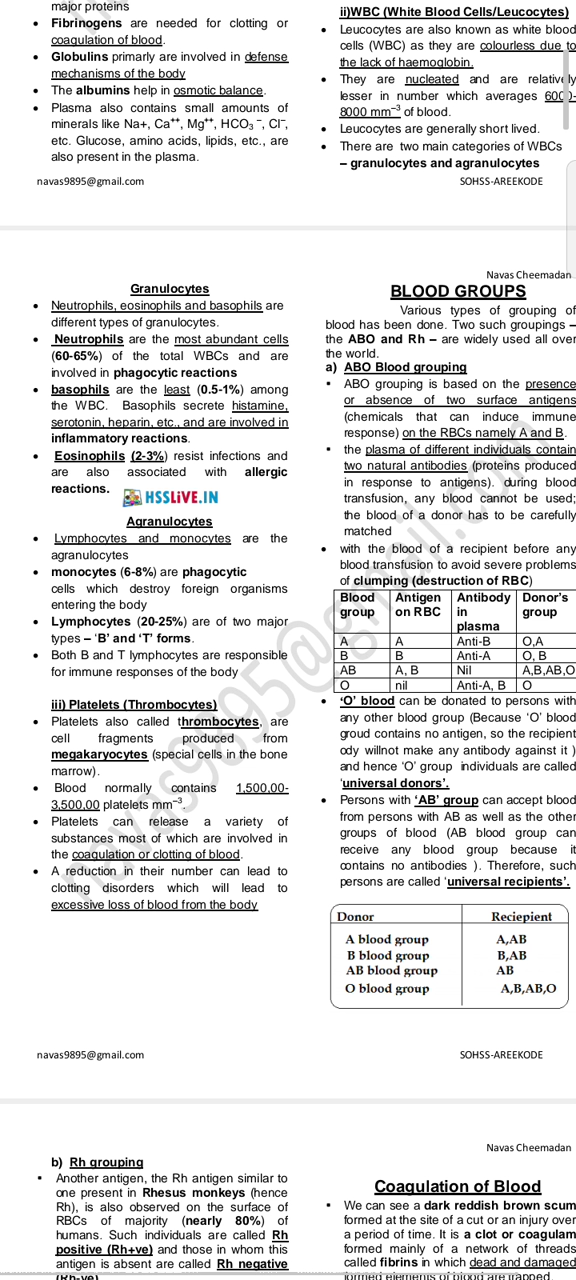 major proteins
• Fibrinogens are needed for clotting or
coagulation of blood.
• Globulins primarly are involved in defense
mechanisms of the body
• The albumins help in osmotic balance.
• Plasma also contains small amounts of
minerals like Na+, Ca⁺⁺, Mg⁺⁺, HCO₃⁻, Cl⁻,
etc. Glucose, amino acids, lipids, etc., are
also present in the plasma.
ii)WBC (White Blood Cells/Leucocytes)
• Leucocytes are also known as white blood
cells (WBC) as they are colourless due to
the lack of haemoglobin.
• They are nucleated and are relatively
lesser in number which averages 6000-
8000 mm⁻³ of blood.
• Leucocytes are generally short lived.
• There are two main categories of WBCs
– granulocytes and agranulocytes
navas9895@gmail.com
SOHSS-AREEKODE
Navas Cheemadan
Granulocytes
• Neutrophils, eosinophils and basophils are
different types of granulocytes.
• Neutrophils are the most abundant cells
(60-65%) of the total WBCs and are
involved in phagocytic reactions
• basophils are the least (0.5-1%) among
the WBC. Basophils secrete histamine,
serotonin, heparin, etc., and are involved in
inflammatory reactions.
• Eosinophils (2-3%) resist infections and
are also associated with allergic
reactions.
HSSLiVE.IN
Agranulocytes
• Lymphocytes and monocytes are the
agranulocytes
• monocytes (6-8%) are phagocytic
cells which destroy foreign organisms
entering the body
• Lymphocytes (20-25%) are of two major
types – ‘B’ and ‘T’ forms.
• Both B and T lymphocytes are responsible
for immune responses of the body
iii) Platelets (Thrombocytes)
• Platelets also called thrombocytes, are
cell fragments produced from
megakaryocytes (special cells in the bone
marrow).
• Blood normally contains 1,500,00-
3,500,00 platelets mm⁻³.
• Platelets can release a variety of
substances most of which are involved in
the coagulation or clotting of blood.
• A reduction in their number can lead to
clotting disorders which will lead to
excessive loss of blood from the body
BLOOD GROUPS
Various types of grouping of
blood has been done. Two such groupings –
the ABO and Rh – are widely used all over
the world.
a) ABO Blood grouping
▪ ABO grouping is based on the presence
or absence of two surface antigens
(chemicals that can induce immune
response) on the RBCs namely A and B.
▪ the plasma of different individuals contain
two natural antibodies (proteins produced
in response to antigens). during blood
transfusion, any blood cannot be used;
the blood of a donor has to be carefully
matched
• with the blood of a recipient before any
blood transfusion to avoid severe problems
of clumping (destruction of RBC)
Blood group | Antigen on RBC | Antibody in plasma | Donor's group
A | A | Anti-B | O,A
B | B | Anti-A | O, B
AB | A, B | Nil | A,B,AB,O
O | nil | Anti-A, B | O
• ‘O’ blood can be donated to persons with
any other blood group (Because ‘O’ blood
groud contains no antigen, so the recipient
ody willnot make any antibody against it )
and hence ‘O’ group individuals are called
‘universal donors’.
• Persons with ‘AB’ group can accept blood
from persons with AB as well as the other
groups of blood (AB blood group can
receive any blood group because it
contains no antibodies ). Therefore, such
persons are called ‘universal recipients’.
Donor | Reciepient
A blood group | A,AB
B blood group | B,AB
AB blood group | AB
O blood group | A,B,AB,O
navas9895@gmail.com
navas9895@gmail.com
SOHSS-AREEKODE
Navas Cheemadan
b) Rh grouping
▪ Another antigen, the Rh antigen similar to
one present in Rhesus monkeys (hence
Rh), is also observed on the surface of
RBCs of majority (nearly 80%) of
humans. Such individuals are called Rh
positive (Rh+ve) and those in whom this
antigen is absent are called Rh negative
(Rh-ve)
Coagulation of Blood
▪ We can see a dark reddish brown scum
formed at the site of a cut or an injury over
a period of time. It is a clot or coagulam
formed mainly of a network of threads
called fibrins in which dead and damaged
formed elements of blood are trapped.